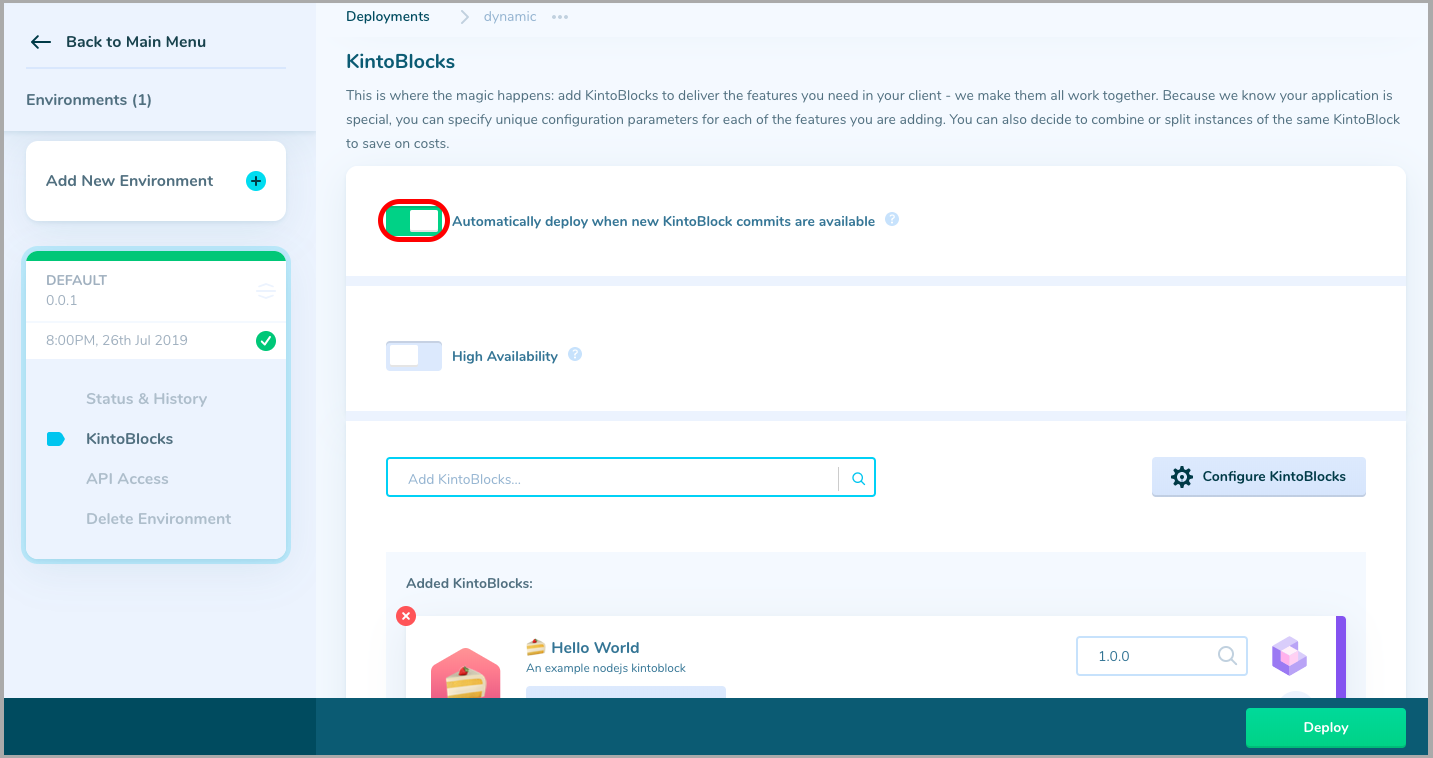 Deployments
dynamic
Back to Main Menu
Environments (1)
Add New Environment
DEFAULT
0.0.1
8:00PM, 26th Jul 2019
Status & History
KintoBlocks
API Access
Delete Environment
KintoBlocks
This is where the magic happens: add KintoBlocks to deliver the features you need in your client - we make them all work together. Because we know your application is
special, you can specify unique configuration parameters for each of the features you are adding. You can also decide to combine or split instances of the same KintoBlock
to save on costs.
Automatically deploy when new KintoBlock commits are available ?
High Availability ?
Add KintoBlocks...
Configure KintoBlocks
Added KintoBlocks:
Hello World
An example nodejs kintoblock
1.0.0
Deploy